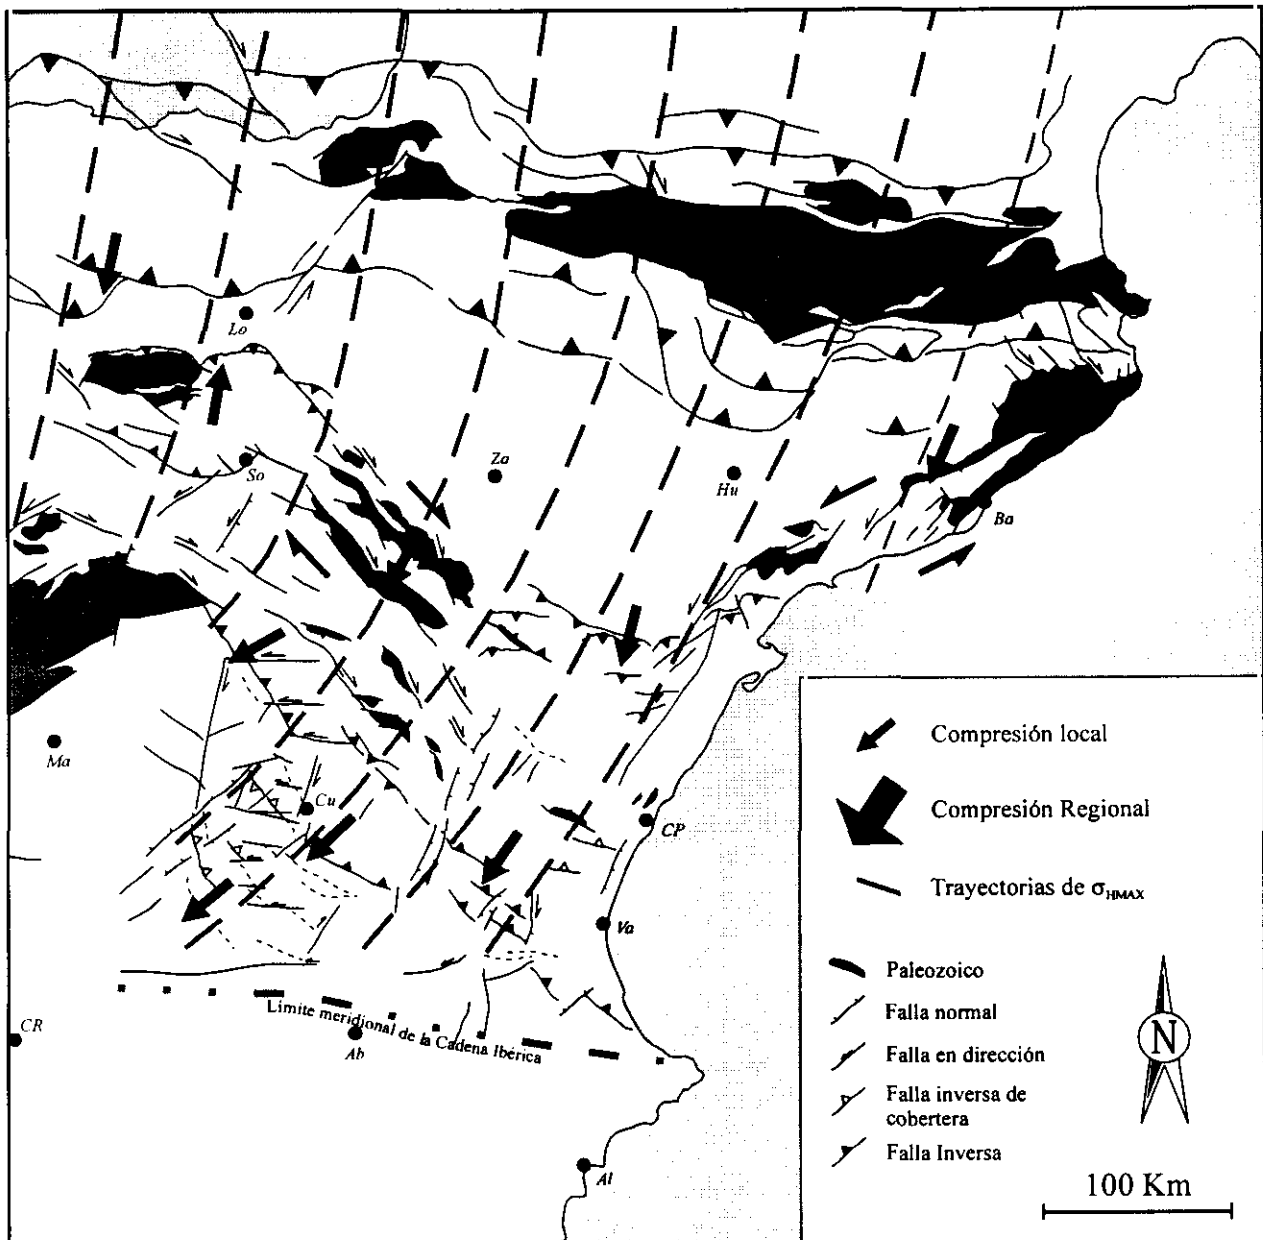 Lo
So
Za
Hu
Ba
Ma
Cu
CP
Va
CR
Límite meridional de la Cadena Ibérica
Ab
Al
Compresión local
Compresión Regional
Trayectorias de σHMAX
Paleozoico
Falla normal
Falla en dirección
Falla inversa de
cobertera
Falla Inversa
N
100 Km